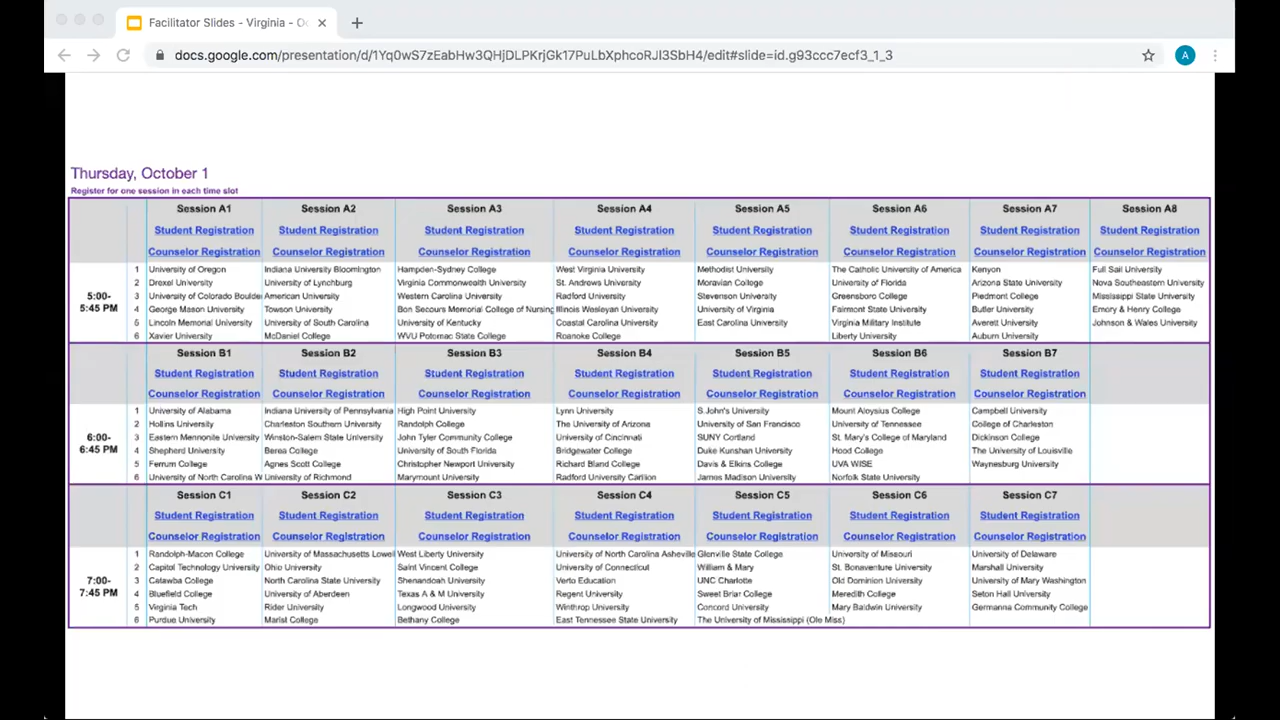 Facilitator Slides - Virginia - Oc
docs.google.com/presentation/d/1Yq0wS7zEabHw3QHjDLPKrjGk17PuLbXphcoRJI3SbH4/edit#slide=id.g93ccc7ecf3_1_3
A
Thursday, October 1
Register for one session in each time slot
Session A1 Session A2 Session A3 Session A4 Session A5 Session A6 Session A7 Session A8
Student Registration Student Registration Student Registration Student Registration Student Registration Student Registration Student Registration Student Registration
Counselor Registration Counselor Registration Counselor Registration Counselor Registration Counselor Registration Counselor Registration Counselor Registration Counselor Registration
5:00-
5:45 PM
1 University of Oregon Indiana University Bloomington Hampden-Sydney College West Virginia University Methodist University The Catholic University of America Kenyon Full Sail University
2 Drexel University University of Lynchburg Virginia Commonwealth University St. Andrews University Moravian College University of Florida Arizona State University Nova Southeastern University
3 University of Colorado Boulder American University Western Carolina University Radford University Stevenson University Greensboro College Piedmont College Mississippi State University
4 George Mason University Towson University Bon Secours Memorial College of Nursing Illinois Wesleyan University University of Virginia Fairmont State University Butler University Emory & Henry College
5 Lincoln Memorial University University of South Carolina University of Kentucky Coastal Carolina University East Carolina University Virginia Military Institute Averett University Johnson & Wales University
6 Xavier University McDaniel College WVU Potomac State College Roanoke College Liberty University Auburn University
Session B1 Session B2 Session B3 Session B4 Session B5 Session B6 Session B7
Student Registration Student Registration Student Registration Student Registration Student Registration Student Registration Student Registration
Counselor Registration Counselor Registration Counselor Registration Counselor Registration Counselor Registration Counselor Registration Counselor Registration
6:00-
6:45 PM
1 University of Alabama Indiana University of Pennsylvania High Point University Lynn University S.John's University Mount Aloysius College Campbell University
2 Hollins University Charleston Southern University Randolph College The University of Arizona University of San Francisco University of Tennessee College of Charleston
3 Eastern Mennonite University Winston-Salem State University John Tyler Community College University of Cincinnati SUNY Cortland St. Mary's College of Maryland Dickinson College
4 Shepherd University Berea College University of South Florida Bridgewater College Duke Kunshan University Hood College The University of Louisville
5 Ferrum College Agnes Scott College Christopher Newport University Richard Bland College Davis & Elkins College UVA WISE Waynesburg University
6 University of North Carolina W University of Richmond Marymount University Radford University Carilion James Madison University Norfolk State University
Session C1 Session C2 Session C3 Session C4 Session C5 Session C6 Session C7
Student Registration Student Registration Student Registration Student Registration Student Registration Student Registration Student Registration
Counselor Registration Counselor Registration Counselor Registration Counselor Registration Counselor Registration Counselor Registration Counselor Registration
7:00-
7:45 PM
1 Randolph-Macon College University of Massachusetts Lowell West Liberty University University of North Carolina Asheville Glenville State College University of Missouri University of Delaware
2 Capitol Technology University Ohio University Saint Vincent College University of Connecticut William & Mary St. Bonaventure University Marshall University
3 Catawba College North Carolina State University Shenandoah University Verto Education UNC Charlotte Old Dominion University University of Mary Washington
4 Bluefield College University of Aberdeen Texas A & M University Regent University Sweet Briar College Meredith College Seton Hall University
5 Virginia Tech Rider University Longwood University Winthrop University Concord University Mary Baldwin University Germanna Community College
6 Purdue University Marist College Bethany College East Tennessee State University The University of Mississippi (Ole Miss)